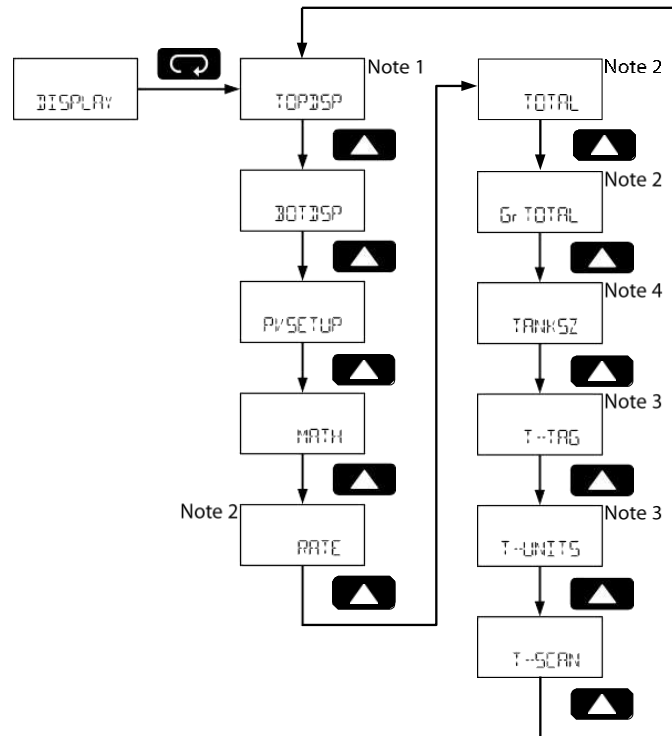 DISPLAY
TOPDSP
Note 1
BOTDSP
PVSETUP
MATH
Note 2
RATE
TOTAL
Note 2
Gr TOTAL
Note 2
TANKSZ
Note 4
T-TAG
Note 3
T-UNITS
Note 3
T-SCAN